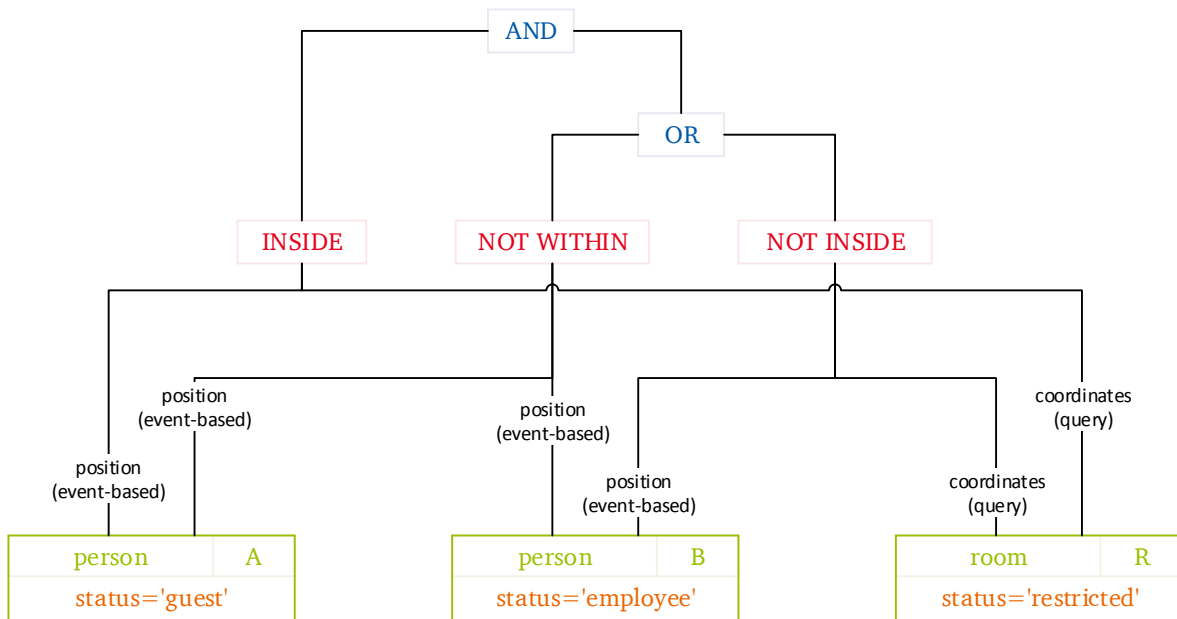 AND
OR
INSIDE
NOT WITHIN
NOT INSIDE
position
(event-based)
position
(event-based)
coordinates
(query)
position
(event-based)
position
(event-based)
coordinates
(query)
person A
person B
room R
status='guest'
status='employee'
status='restricted'